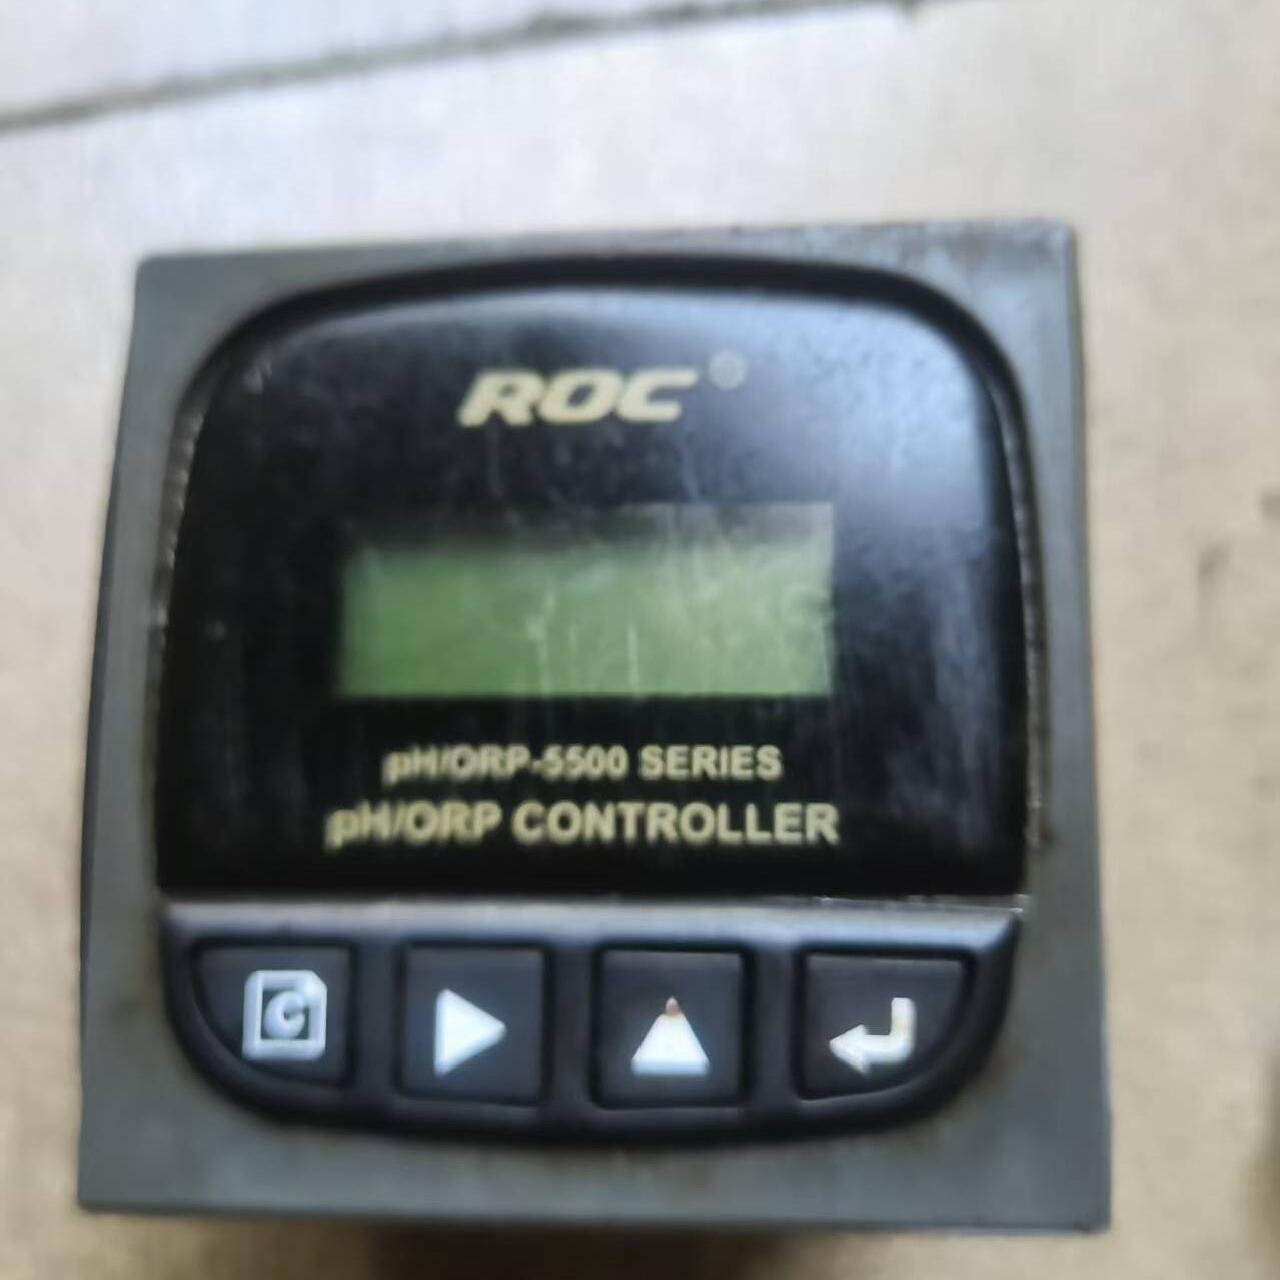 ROC®
pH/ORP-5500 SERIES
pH/ORP CONTROLLER
C